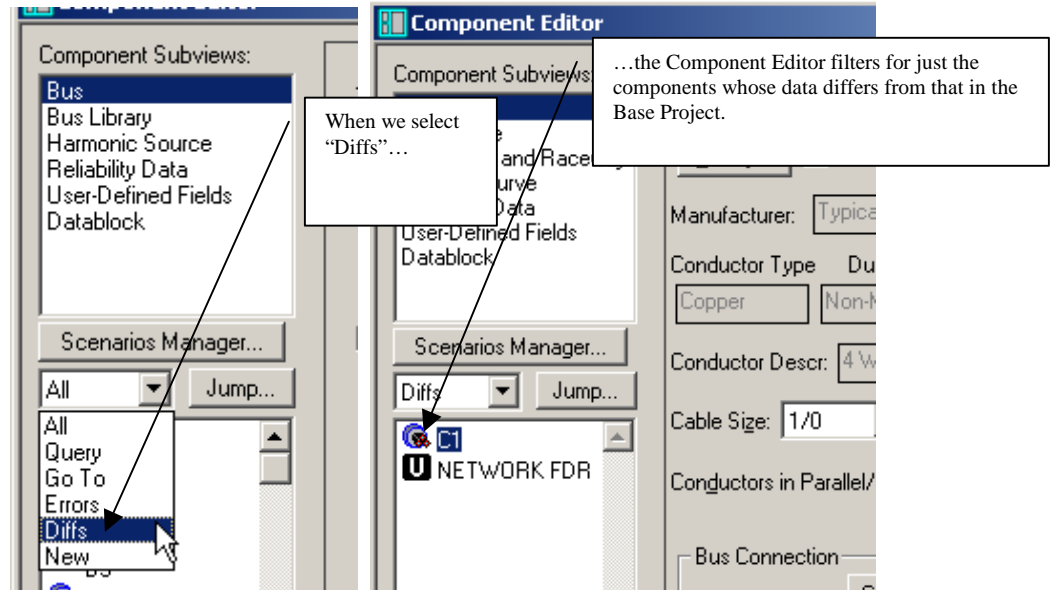 Component Editor
Component Subviews:
Bus
Bus Library
Harmonic Source
Reliability Data
User-Defined Fields
Datablock
Scenarios Manager...
All
Jump...
All
Query
Go To
Errors
Diffs
New
When we select
“Diffs”…
Component Editor
Component Subviews:
and Race
Data
User-Defined Fields
Datablock
Scenarios Manager...
Diffs
Jump...
C1
U NETWORK FDR
…the Component Editor filters for just the
components whose data differs from that in the
Base Project.
Manufacturer:
Conductor Type
Copper
Conductor Descr:
Cable Size: 1/0
Conductors in Parallel/
Bus Connection